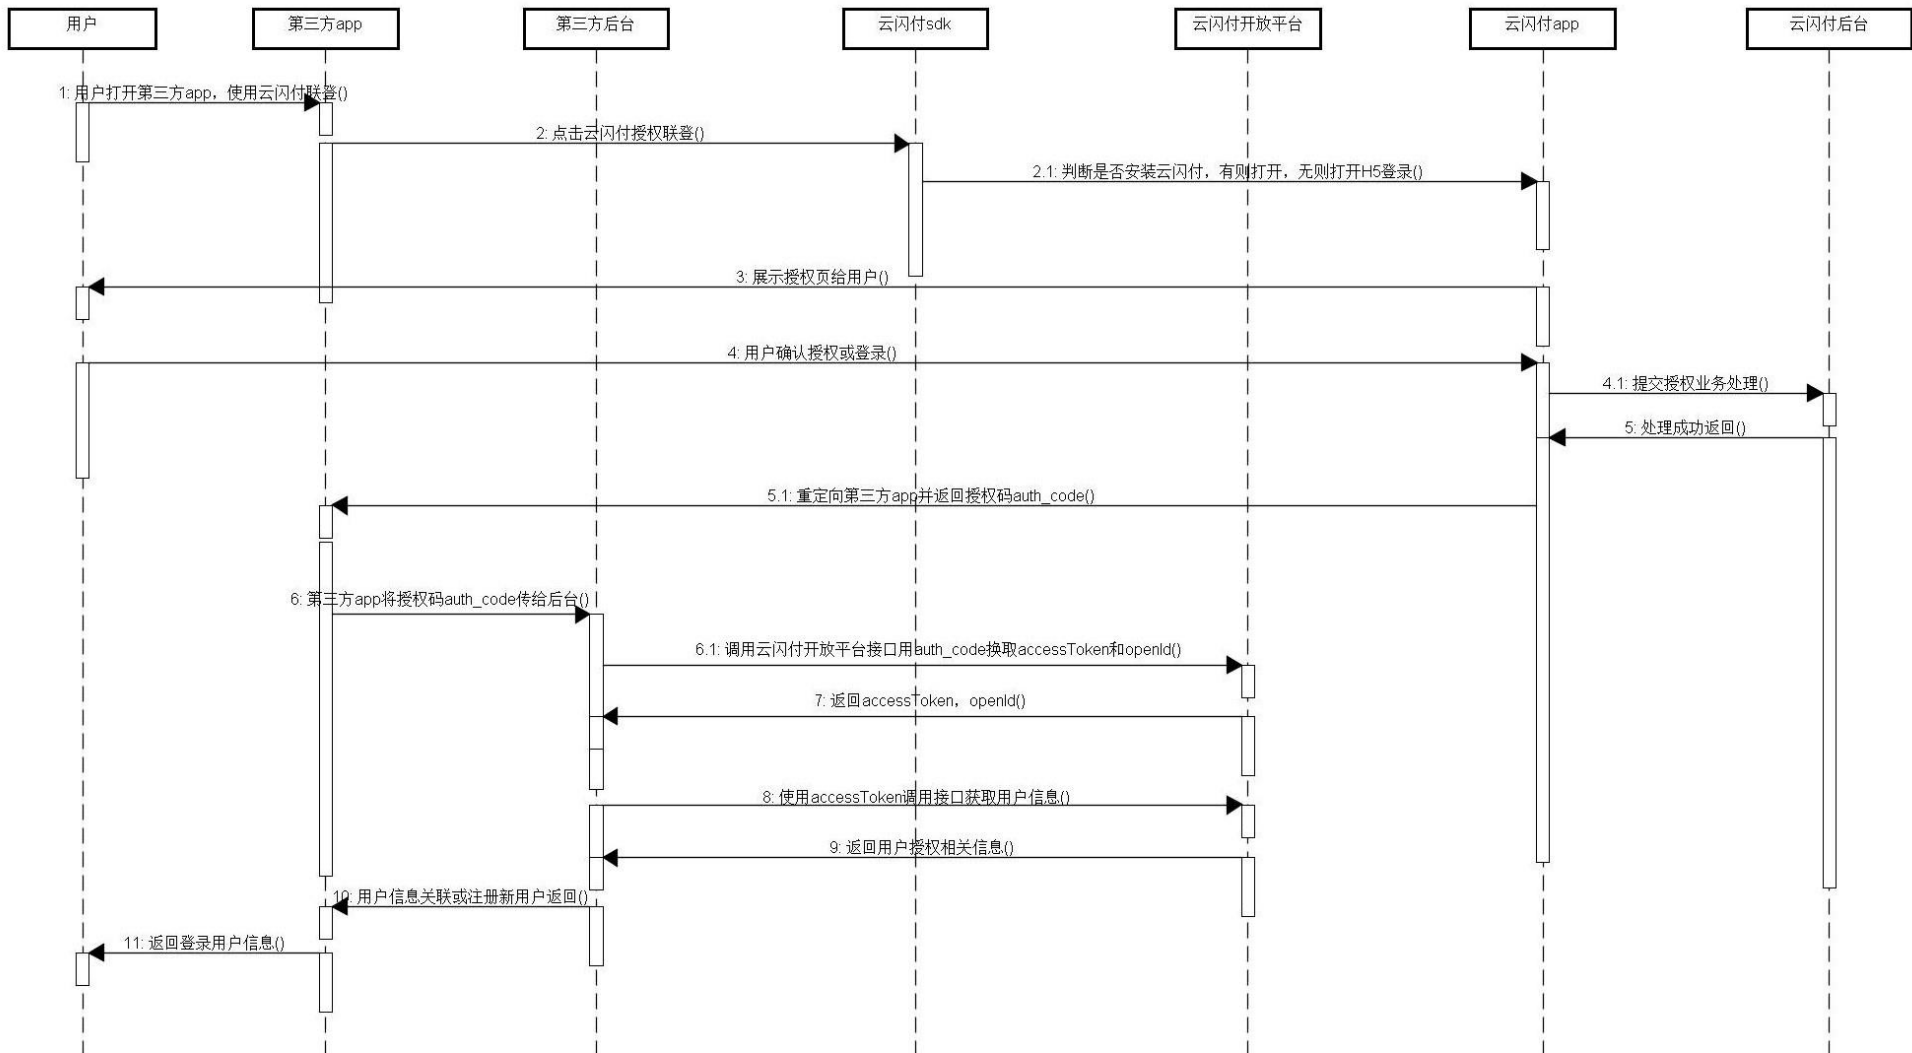 用户
第三方app
第三方后台
云闪付sdk
云闪付开放平台
云闪付app
云闪付后台
1: 用户打开第三方app，使用云闪付联登()
2: 点击云闪付授权联登()
2.1: 判断是否安装云闪付，有则打开，无则打开H5登录()
3: 展示授权页给用户()
4: 用户确认授权或登录()
4.1: 提交授权业务处理()
5: 处理成功返回()
5.1: 重定向第三方app并返回授权码auth_code()
6: 第三方app将授权码auth_code传给后台()
6.1: 调用云闪付开放平台接口用auth_code换取accessToken和openId()
7: 返回accessToken，openId()
8: 使用accessToken调用接口获取用户信息()
9: 返回用户授权相关信息()
10: 用户信息关联或注册新用户返回()
11: 返回登录用户信息()